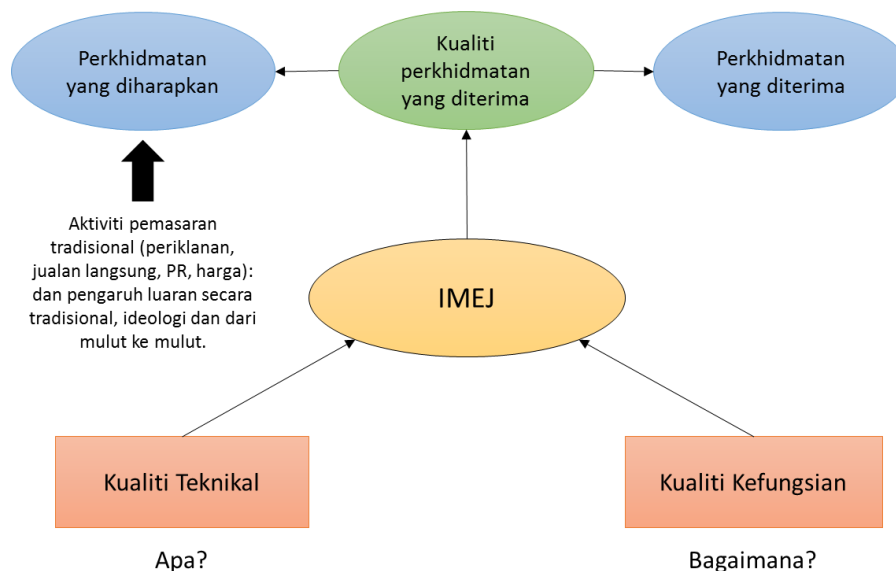 Perkhidmatan
yang diharapkan
Kualiti
perkhidmatan
yang diterima
Perkhidmatan
yang diterima
Aktiviti pemasaran
tradisional (periklanan,
jualan langsung, PR, harga):
dan pengaruh luaran secara
tradisional, ideologi dan dari
mulut ke mulut.
IMEJ
Kualiti Teknikal
Kualiti Kefungsian
Apa?
Bagaimana?